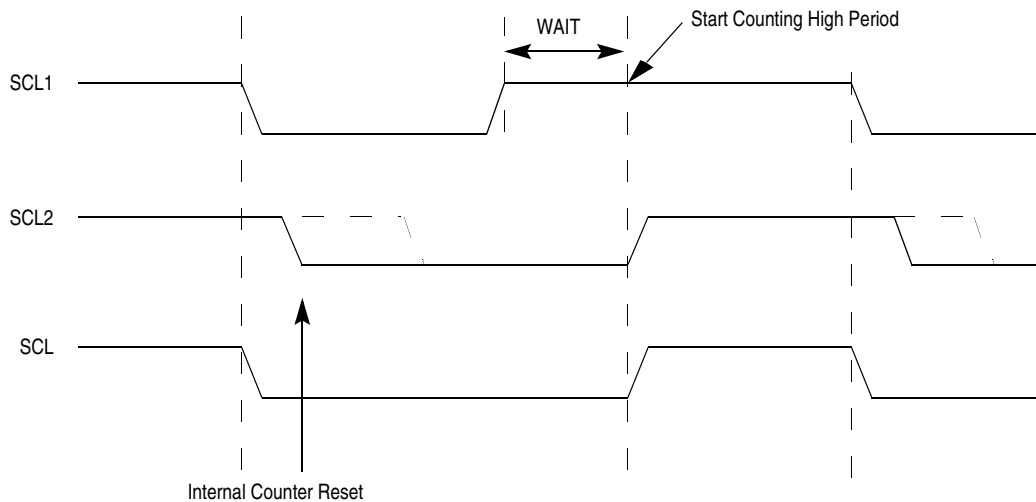 Start Counting High Period
WAIT
SCL1
SCL2
SCL
Internal Counter Reset